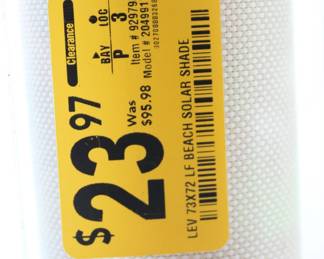 Clearance
BAY LOC
P 3
Item # 92979
Model # 204991
$23.97
Was
$95.98
LEV 73X72 LF BEACH SOLAR SHADE